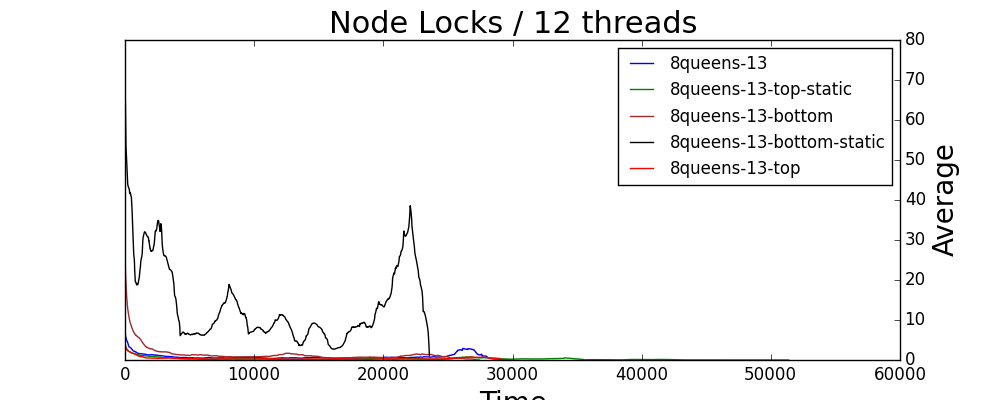 Node Locks / 12 threads
80
8queens-13
8queens-13-top-static
8queens-13-bottom
8queens-13-bottom-static
8queens-13-top
70
60
50
40
30
20
10
0
Average
0 10000 20000 30000 40000 50000 60000
Time